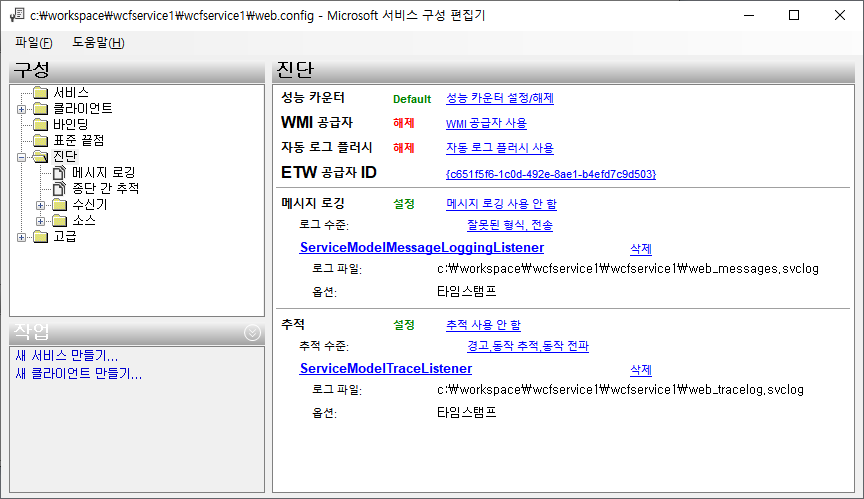 c:₩workspace₩wcfservice1₩wcfservice1₩web.config - Microsoft 서비스 구성 편집기
파일(F) 도움말(H)
구성
서비스
클라이언트
바인딩
표준 끝점
진단
메시지 로깅
종단 간 추적
수신기
소스
고급
작업
새 서비스 만들기...
새 클라이언트 만들기...
진단
성능 카운터 Default 성능 카운터 설정/해제
WMI 공급자 해제 WMI 공급자 사용
자동 로그 플러시 해제 자동 로그 플러시 사용
ETW 공급자 ID {c651f5f6-1c0d-492e-8ae1-b4efd7c9d503}
메시지 로깅 설정 메시지 로깅 사용 안 함
로그 수준: 잘못된 형식, 전송
ServiceModelMessageLoggingListener 삭제
로그 파일: c:₩workspace₩wcfservice1₩wcfservice1₩web_messages.svclog
옵션: 타임스탬프
추적 설정 추적 사용 안 함
추적 수준: 경고,동작 추적,동작 전파
ServiceModelTraceListener 삭제
로그 파일: c:₩workspace₩wcfservice1₩wcfservice1₩web_tracelog.svclog
옵션: 타임스탬프